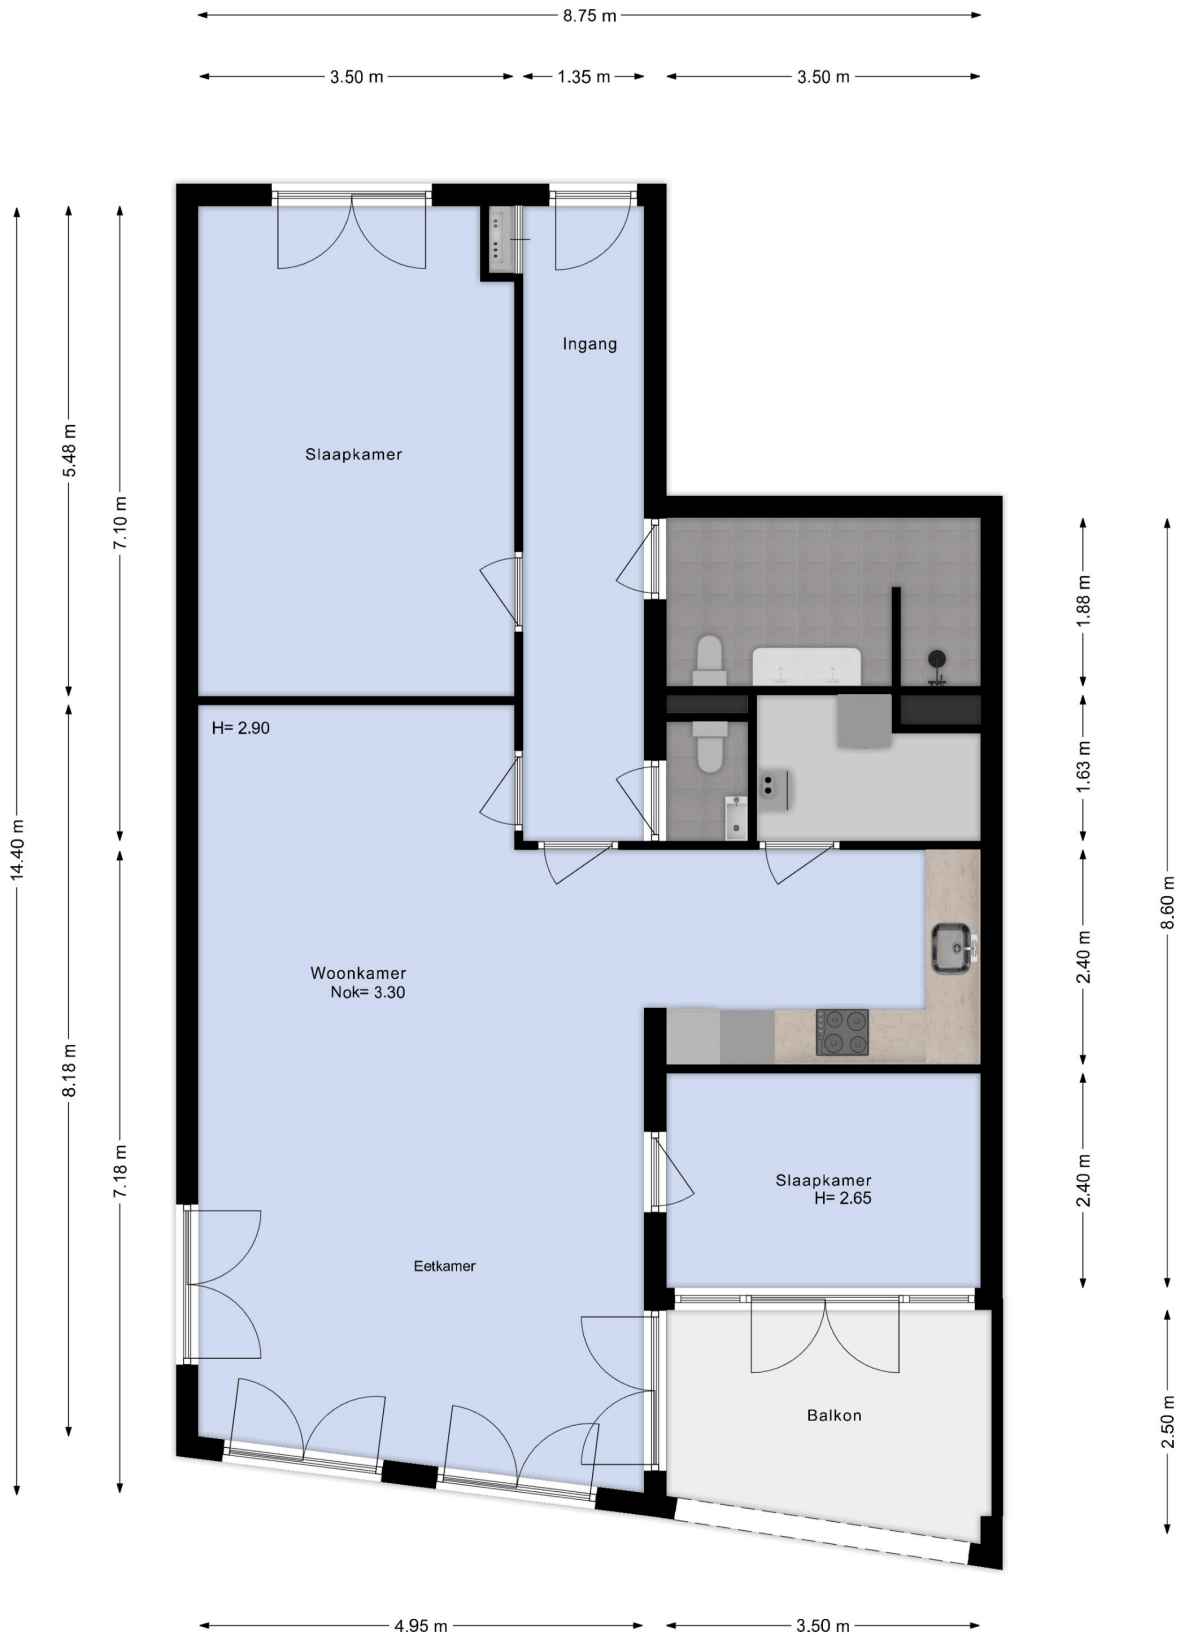 8.75 m
3.50 m
1.35 m
3.50 m
Ingang
Slaapkamer
5.48 m
7.10 m
1.88 m
H= 2.90
1.63 m
14.40 m
8.60 m
2.40 m
Woonkamer
Nok= 3.30
8.18 m
7.18 m
2.40 m
Slaapkamer
H= 2.65
Eetkamer
Balkon
2.50 m
4.95 m
3.50 m